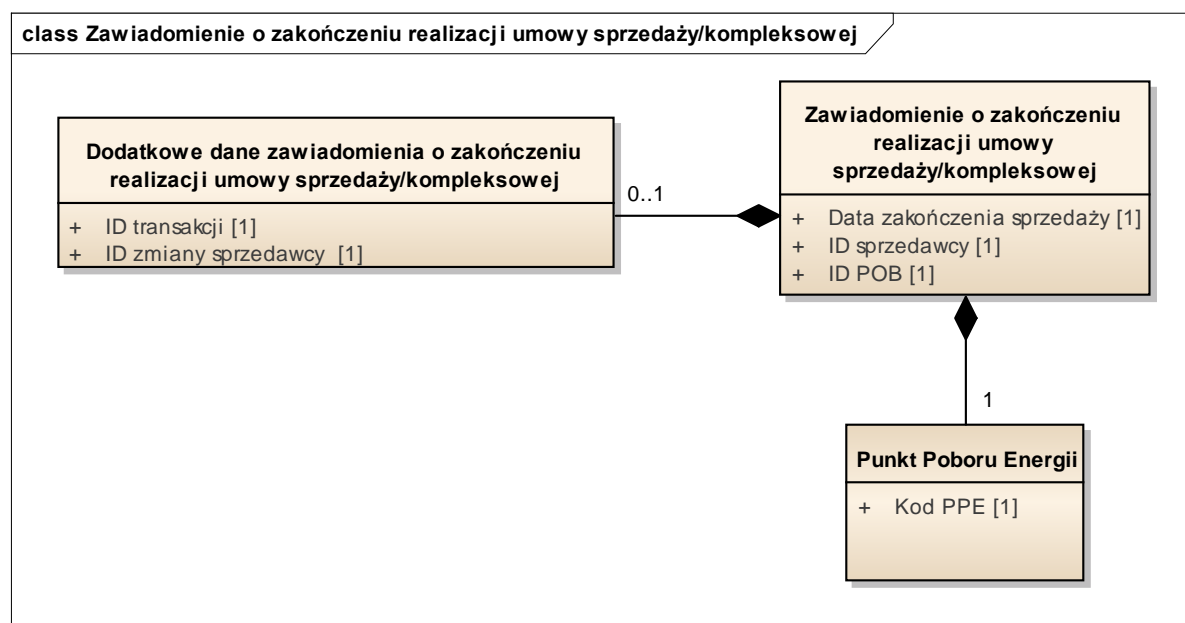 class Zawiadomienie o zakończeniu realizacji umowy sprzedaży/kompleksowej
Dodatkowe dane zawiadomienia o zakończeniu
realizacji umowy sprzedaży/kompleksowej
+ ID transakcji [1]
+ ID zmiany sprzedawcy [1]
0..1
Zawiadomienie o zakończeniu
realizacji umowy
sprzedaży/kompleksowej
+ Data zakończenia sprzedaży [1]
+ ID sprzedawcy [1]
+ ID POB [1]
1
Punkt Poboru Energii
+ Kod PPE [1]